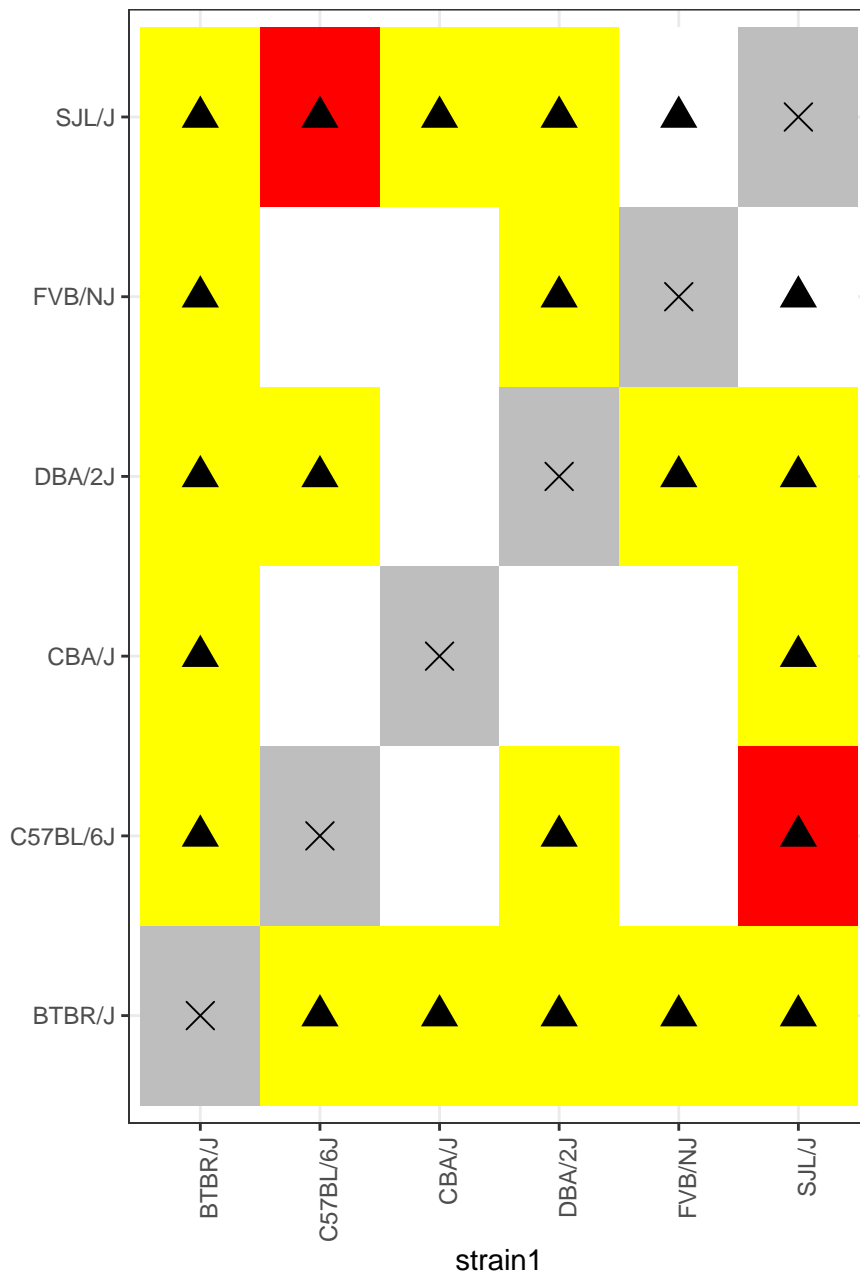 SJL/J
FVB/NJ
DBA/2J
CBA/J
C57BL/6J
BTBR/J
BTBR/J
C57BL/6J
CBA/J
DBA/2J
FVB/NJ
SJL/J
strain1